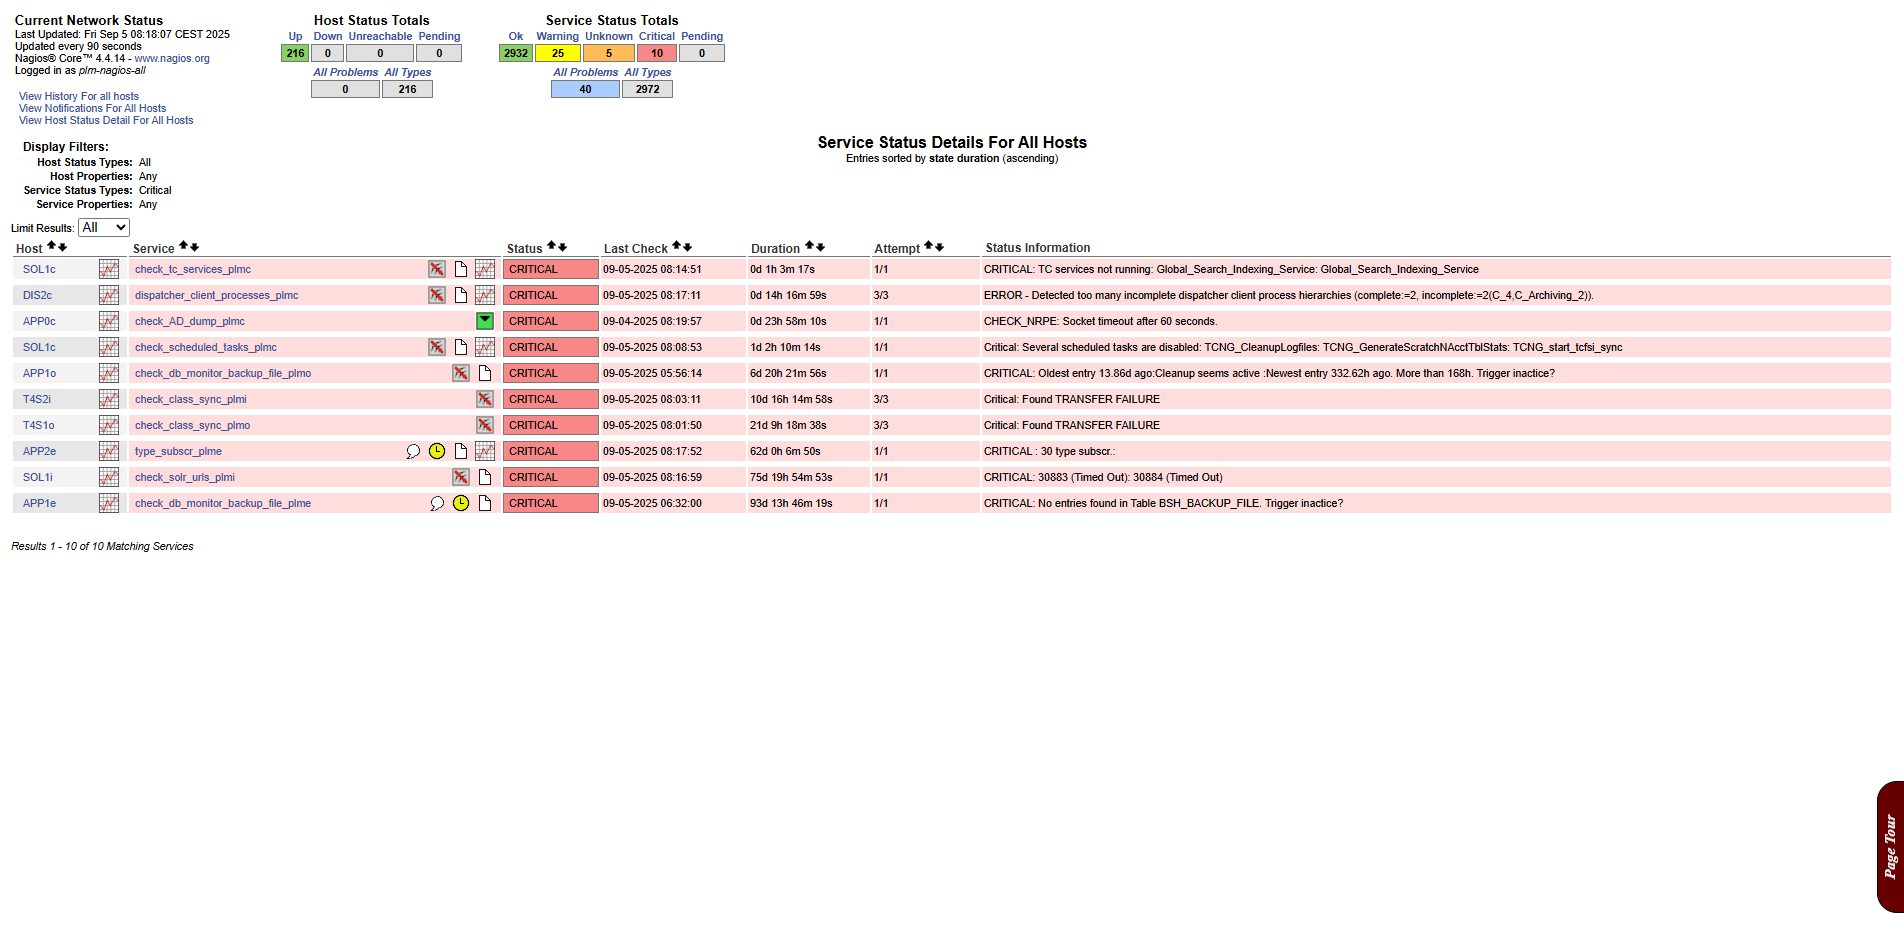 Current Network Status
Last Updated: Fri Sep 5 08:18:07 CEST 2025
Updated every 90 seconds
Nagios® Core™ 4.4.14 - www.nagios.org
Logged in as plm-nagios-all
View History For all hosts
View Notifications For All Hosts
View Host Status Detail For All Hosts
Host Status Totals
Up Down Unreachable Pending
216 0 0 0
All Problems All Types
0 216
Service Status Totals
Ok Warning Unknown Critical Pending
2932 25 5 10 0
All Problems All Types
40 2972
Display Filters:
Host Status Types: All
Host Properties: Any
Service Status Types: Critical
Service Properties: Any
Service Status Details For All Hosts
Entries sorted by state duration (ascending)
Limit Results: All
Host Service Status Last Check Duration Attempt Status Information
SOL1c check_tc_services_plmc CRITICAL 09-05-2025 08:14:51 0d 1h 3m 17s 1/1 CRITICAL: TC services not running: Global_Search_Indexing_Service: Global_Search_Indexing_Service
DIS2c dispatcher_client_processes_plmc CRITICAL 09-05-2025 08:17:11 0d 14h 16m 59s 3/3 ERROR - Detected too many incomplete dispatcher client process hierarchies (complete:=2, incomplete:=2(C_4,C_Archiving_2)).
APP0c check_AD_dump_plmc CRITICAL 09-04-2025 08:19:57 0d 23h 58m 10s 1/1 CHECK_NRPE: Socket timeout after 60 seconds.
SOL1c check_scheduled_tasks_plmc CRITICAL 09-05-2025 08:08:53 1d 2h 10m 14s 1/1 Critical: Several scheduled tasks are disabled: TCNG_CleanupLogfiles: TCNG_GenerateScratchNAcctTblStats: TCNG_start_tcfsi_sync
APP1o check_db_monitor_backup_file_plmo CRITICAL 09-05-2025 05:56:14 6d 20h 21m 56s 1/1 CRITICAL: Oldest entry 13.86d ago:Cleanup seems active :Newest entry 332.62h ago. More than 168h. Trigger inactice?
T4S2i check_class_sync_plmi CRITICAL 09-05-2025 08:03:11 10d 16h 14m 58s 3/3 Critical: Found TRANSFER FAILURE
T4S1o check_class_sync_plmo CRITICAL 09-05-2025 08:01:50 21d 9h 18m 38s 3/3 Critical: Found TRANSFER FAILURE
APP2e type_subscr_plme CRITICAL 09-05-2025 08:17:52 62d 0h 6m 50s 1/1 CRITICAL : 30 type subscr.:
SOL1i check_solr_urls_plmi CRITICAL 09-05-2025 08:16:59 75d 19h 54m 53s 1/1 CRITICAL: 30883 (Timed Out): 30884 (Timed Out)
APP1e check_db_monitor_backup_file_plme CRITICAL 09-05-2025 06:32:00 93d 13h 46m 19s 1/1 CRITICAL: No entries found in Table BSH_BACKUP_FILE. Trigger inactice?
Results 1 - 10 of 10 Matching Services
Page Tour